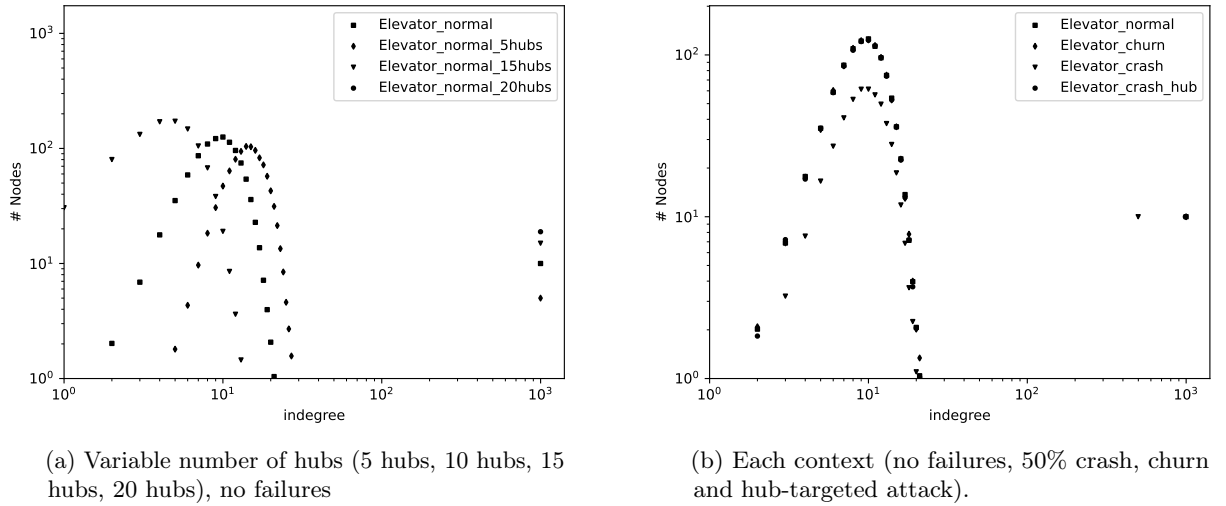 10³
10²
10¹
10⁰
# Nodes
10⁰ 10¹ 10² 10³
indegree
Elevator_normal
Elevator_normal_5hubs
Elevator_normal_15hubs
Elevator_normal_20hubs
(a) Variable number of hubs (5 hubs, 10 hubs, 15
hubs, 20 hubs), no failures
10²
10¹
10⁰
# Nodes
10⁰ 10¹ 10² 10³
indegree
Elevator_normal
Elevator_churn
Elevator_crash
Elevator_crash_hub
(b) Each context (no failures, 50% crash, churn
and hub-targeted attack).